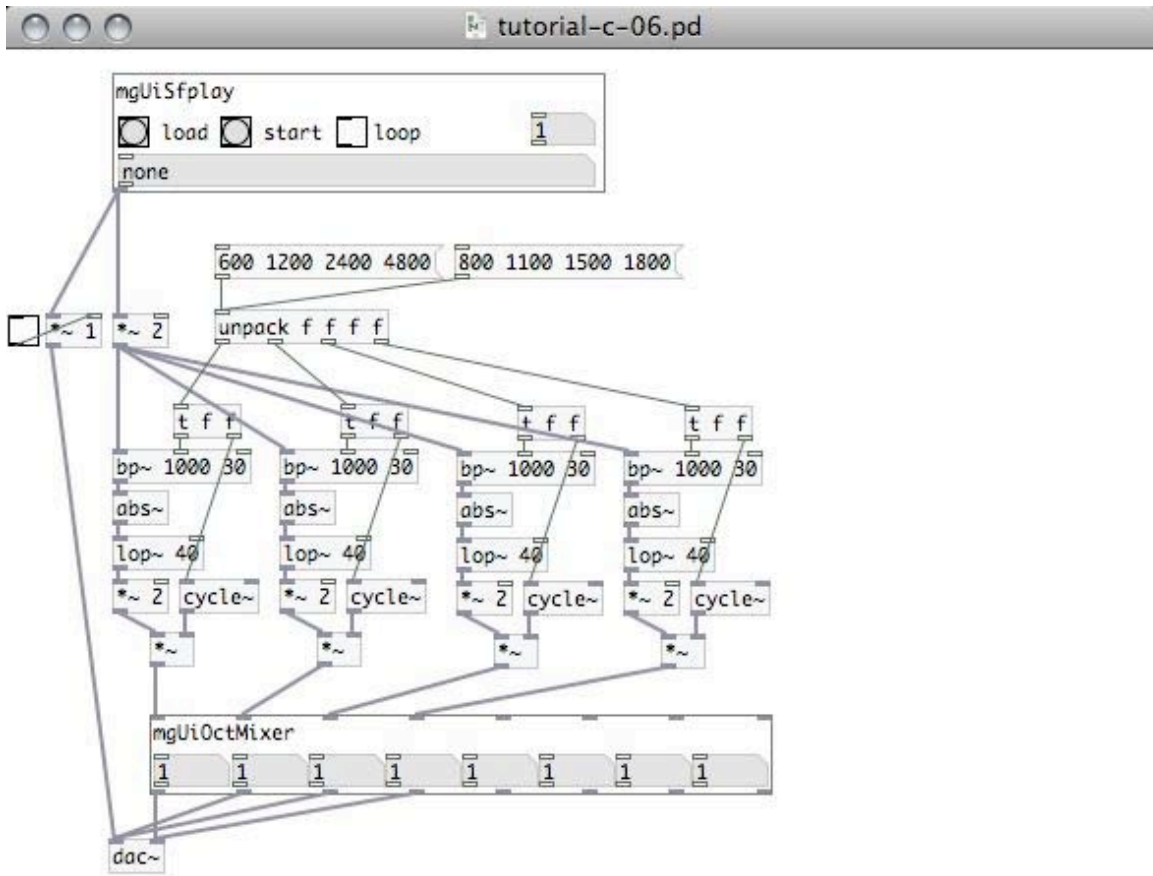 tutorial-c-06.pd
mgUiSfplay
load start loop 1
none
600 1200 2400 4800 800 1100 1500 1800
*~ 1 *~ 2 unpack f f f f
t f f t f f t f f t f f
bp~ 1000 30 bp~ 1000 30 bp~ 1000 30 bp~ 1000 30
abs~ abs~ abs~ abs~
lop~ 40 lop~ 40 lop~ 40 lop~ 40
*~ 2 cycle~ *~ 2 cycle~ *~ 2 cycle~ *~ 2 cycle~
*~ *~ *~ *~
mgUiOctMixer
1 1 1 1 1 1 1 1
dac~